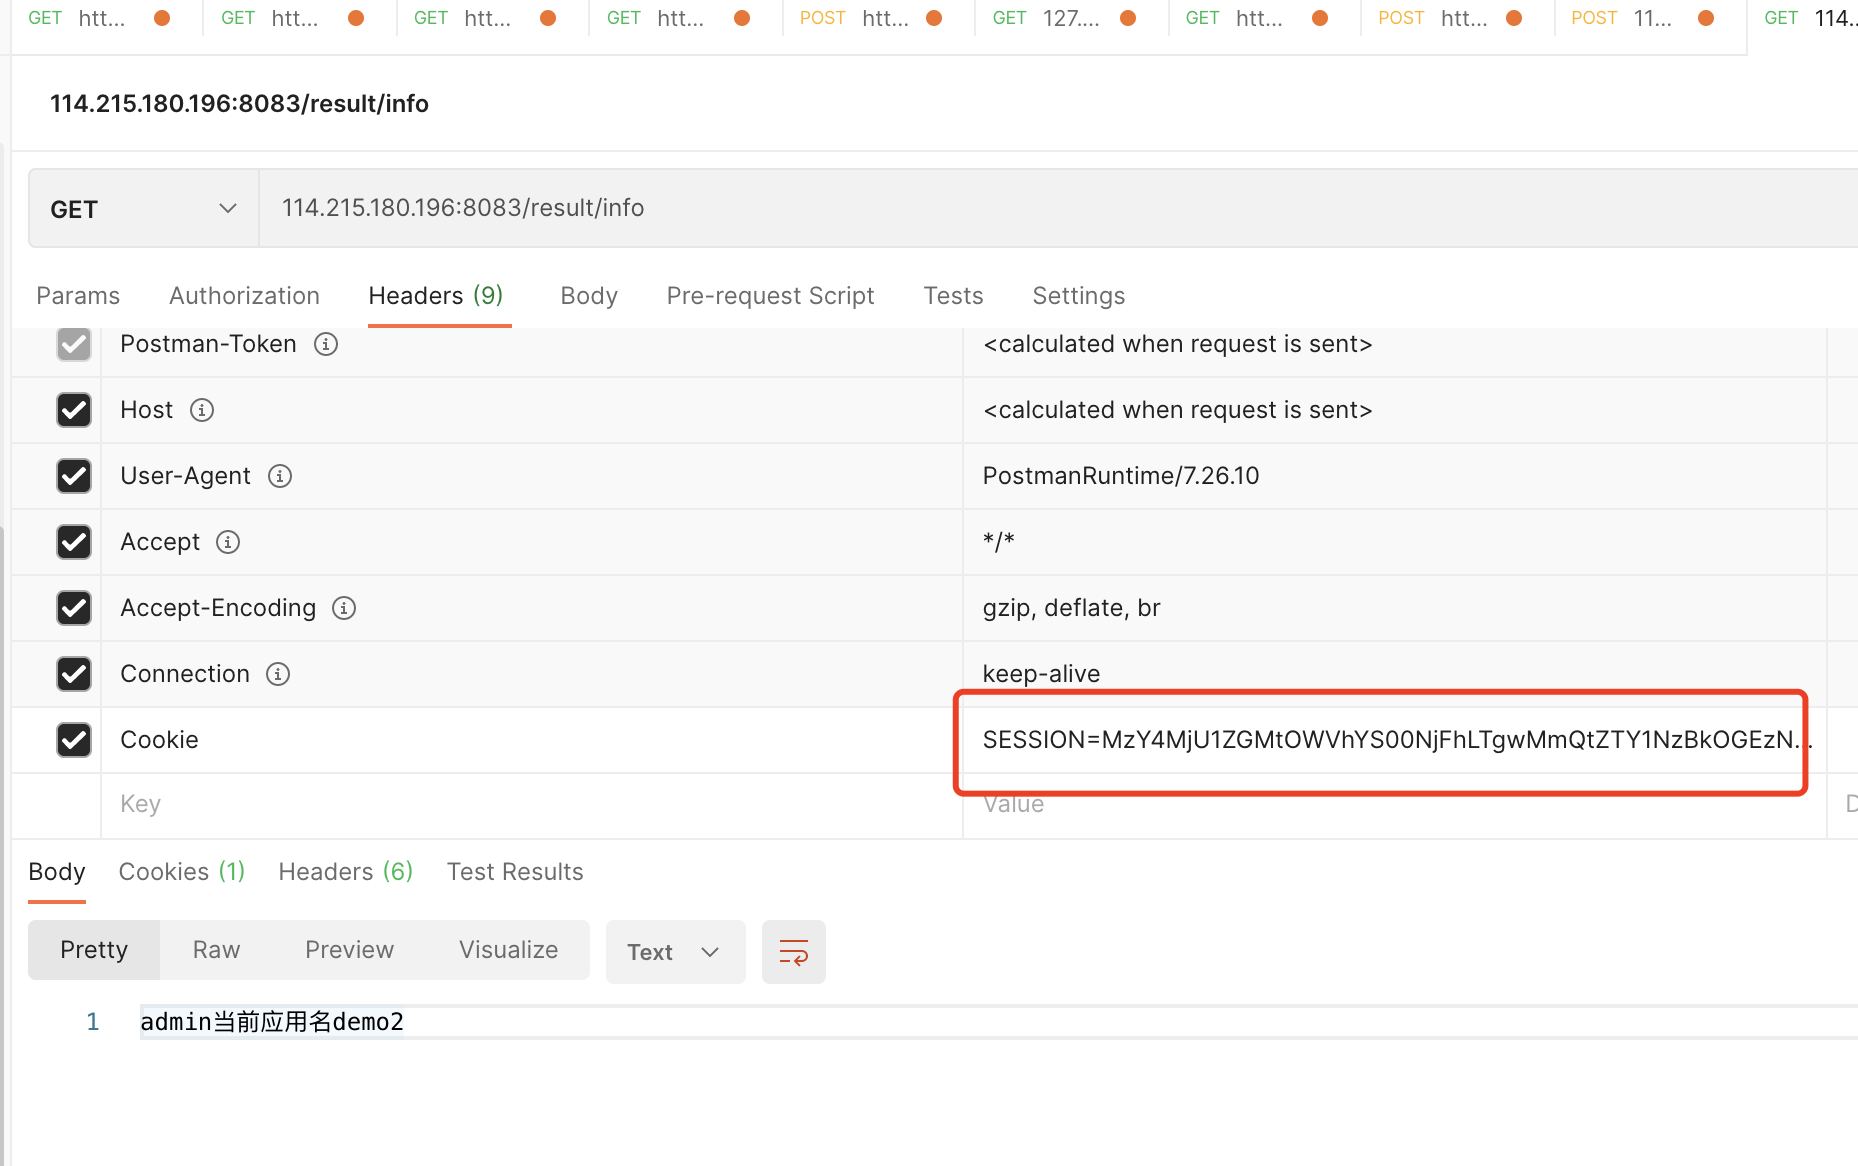 GET htt... GET htt... GET htt... GET htt... POST htt... GET 127.... GET htt... POST htt... POST 11... GET 114..
114.215.180.196:8083/result/info
GET 114.215.180.196:8083/result/info
Params Authorization Headers (9) Body Pre-request Script Tests Settings
Postman-Token <calculated when request is sent>
Host <calculated when request is sent>
User-Agent PostmanRuntime/7.26.10
Accept */*
Accept-Encoding gzip, deflate, br
Connection keep-alive
Cookie SESSION=MzY4MjU1ZGMtOWVhYS00NjFhLTgwMmQtZTY1NzBkOGEzN...
Key Value D
Body Cookies (1) Headers (6) Test Results
Pretty Raw Preview Visualize Text
1 admin当前应用名demo2